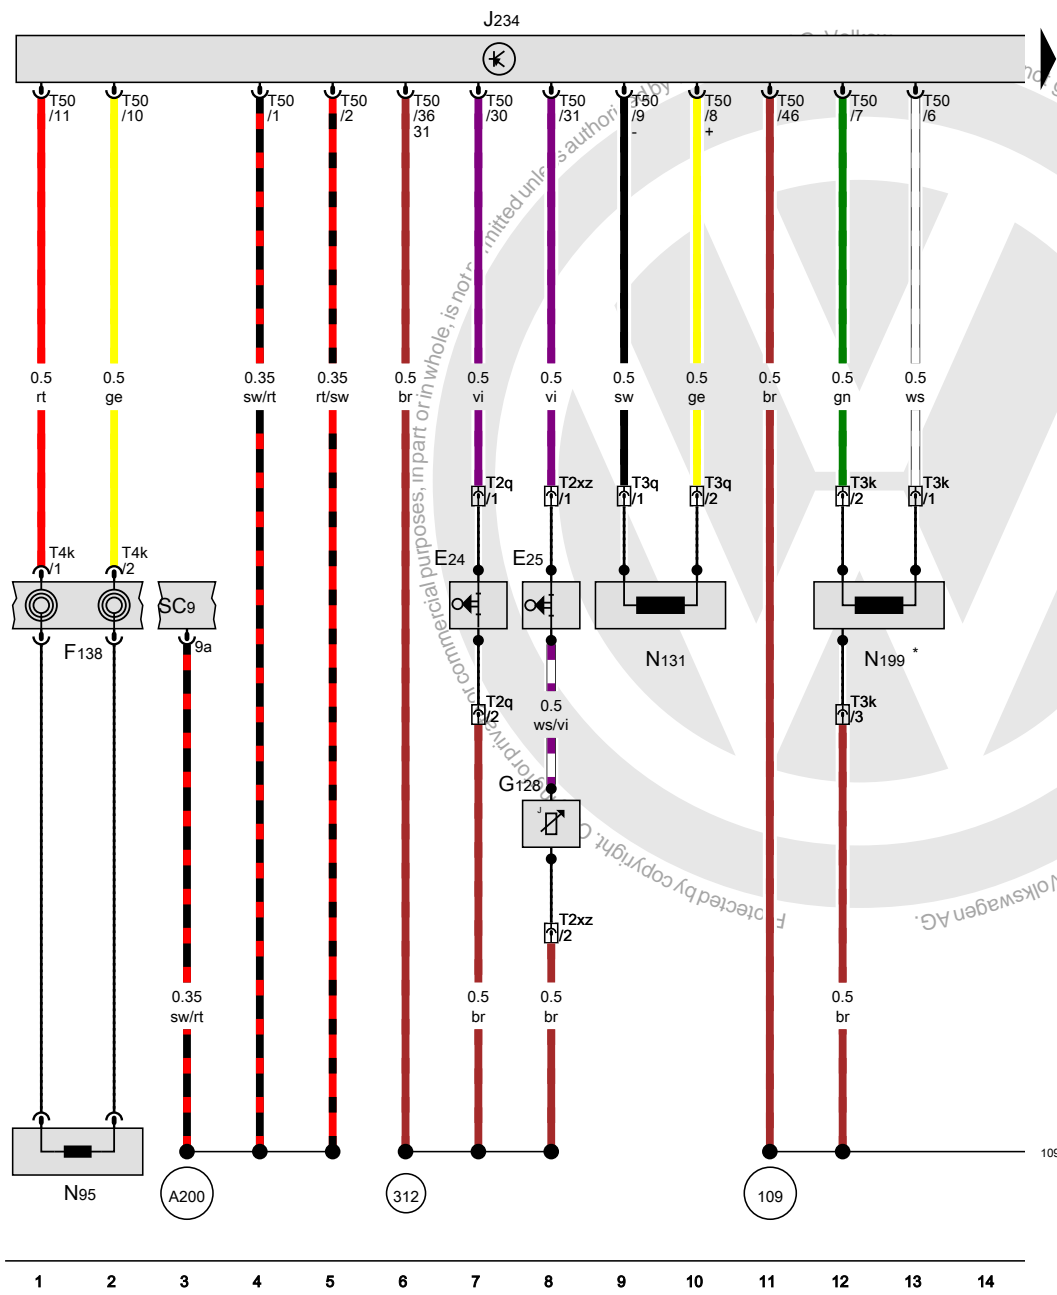 J234
T50 T50 T50 T50 T50 T50 T50 T50 T50 T50 T50 T50
/11 /10 /1 /2 /36 /30 /31 /9 /8 /46 /7 /6
31 - +
0.5 0.5 0.35 0.35 0.5 0.5 0.5 0.5 0.5 0.5 0.5 0.5
rt ge sw/rt rt/sw br vi vi sw ge br gn ws
T2q T2xz T3q T3q T3k T3k
/1 /1 /1 /2 /2 /1
T4k T4k E24 E25
/1 /2
SC9
F138 9a N131 N199 *
T2q T3k
/2 /3
0.5
ws/vi
G128
J
T2xz
/2
0.35 0.5 0.5 0.5
sw/rt br br br
109
N95 A200 312 109
1 2 3 4 5 6 7 8 9 10 11 12 13 14
Protected by copyright.
Volkswagen AG.